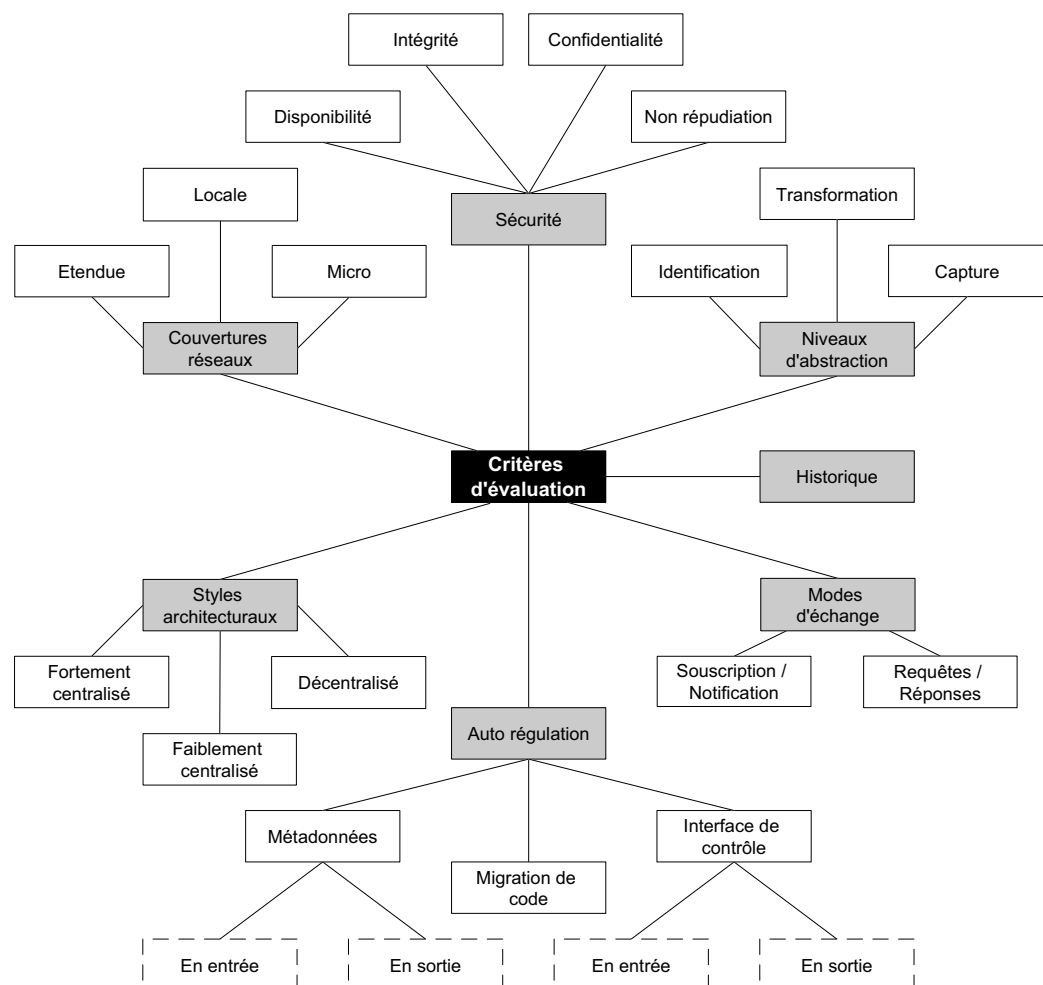 Intégrité
Confidentialité
Disponibilité
Non répudiation
Locale
Transformation
Sécurité
Etendue
Micro
Identification
Capture
Couvertures
réseaux
Niveaux
d'abstraction
Critères
d'évaluation
Historique
Styles
architecturaux
Modes
d'échange
Fortement
centralisé
Décentralisé
Souscription /
Notification
Requêtes /
Réponses
Faiblement
centralisé
Auto régulation
Métadonnées
Interface de
contrôle
Migration de
code
En entrée
En sortie
En entrée
En sortie